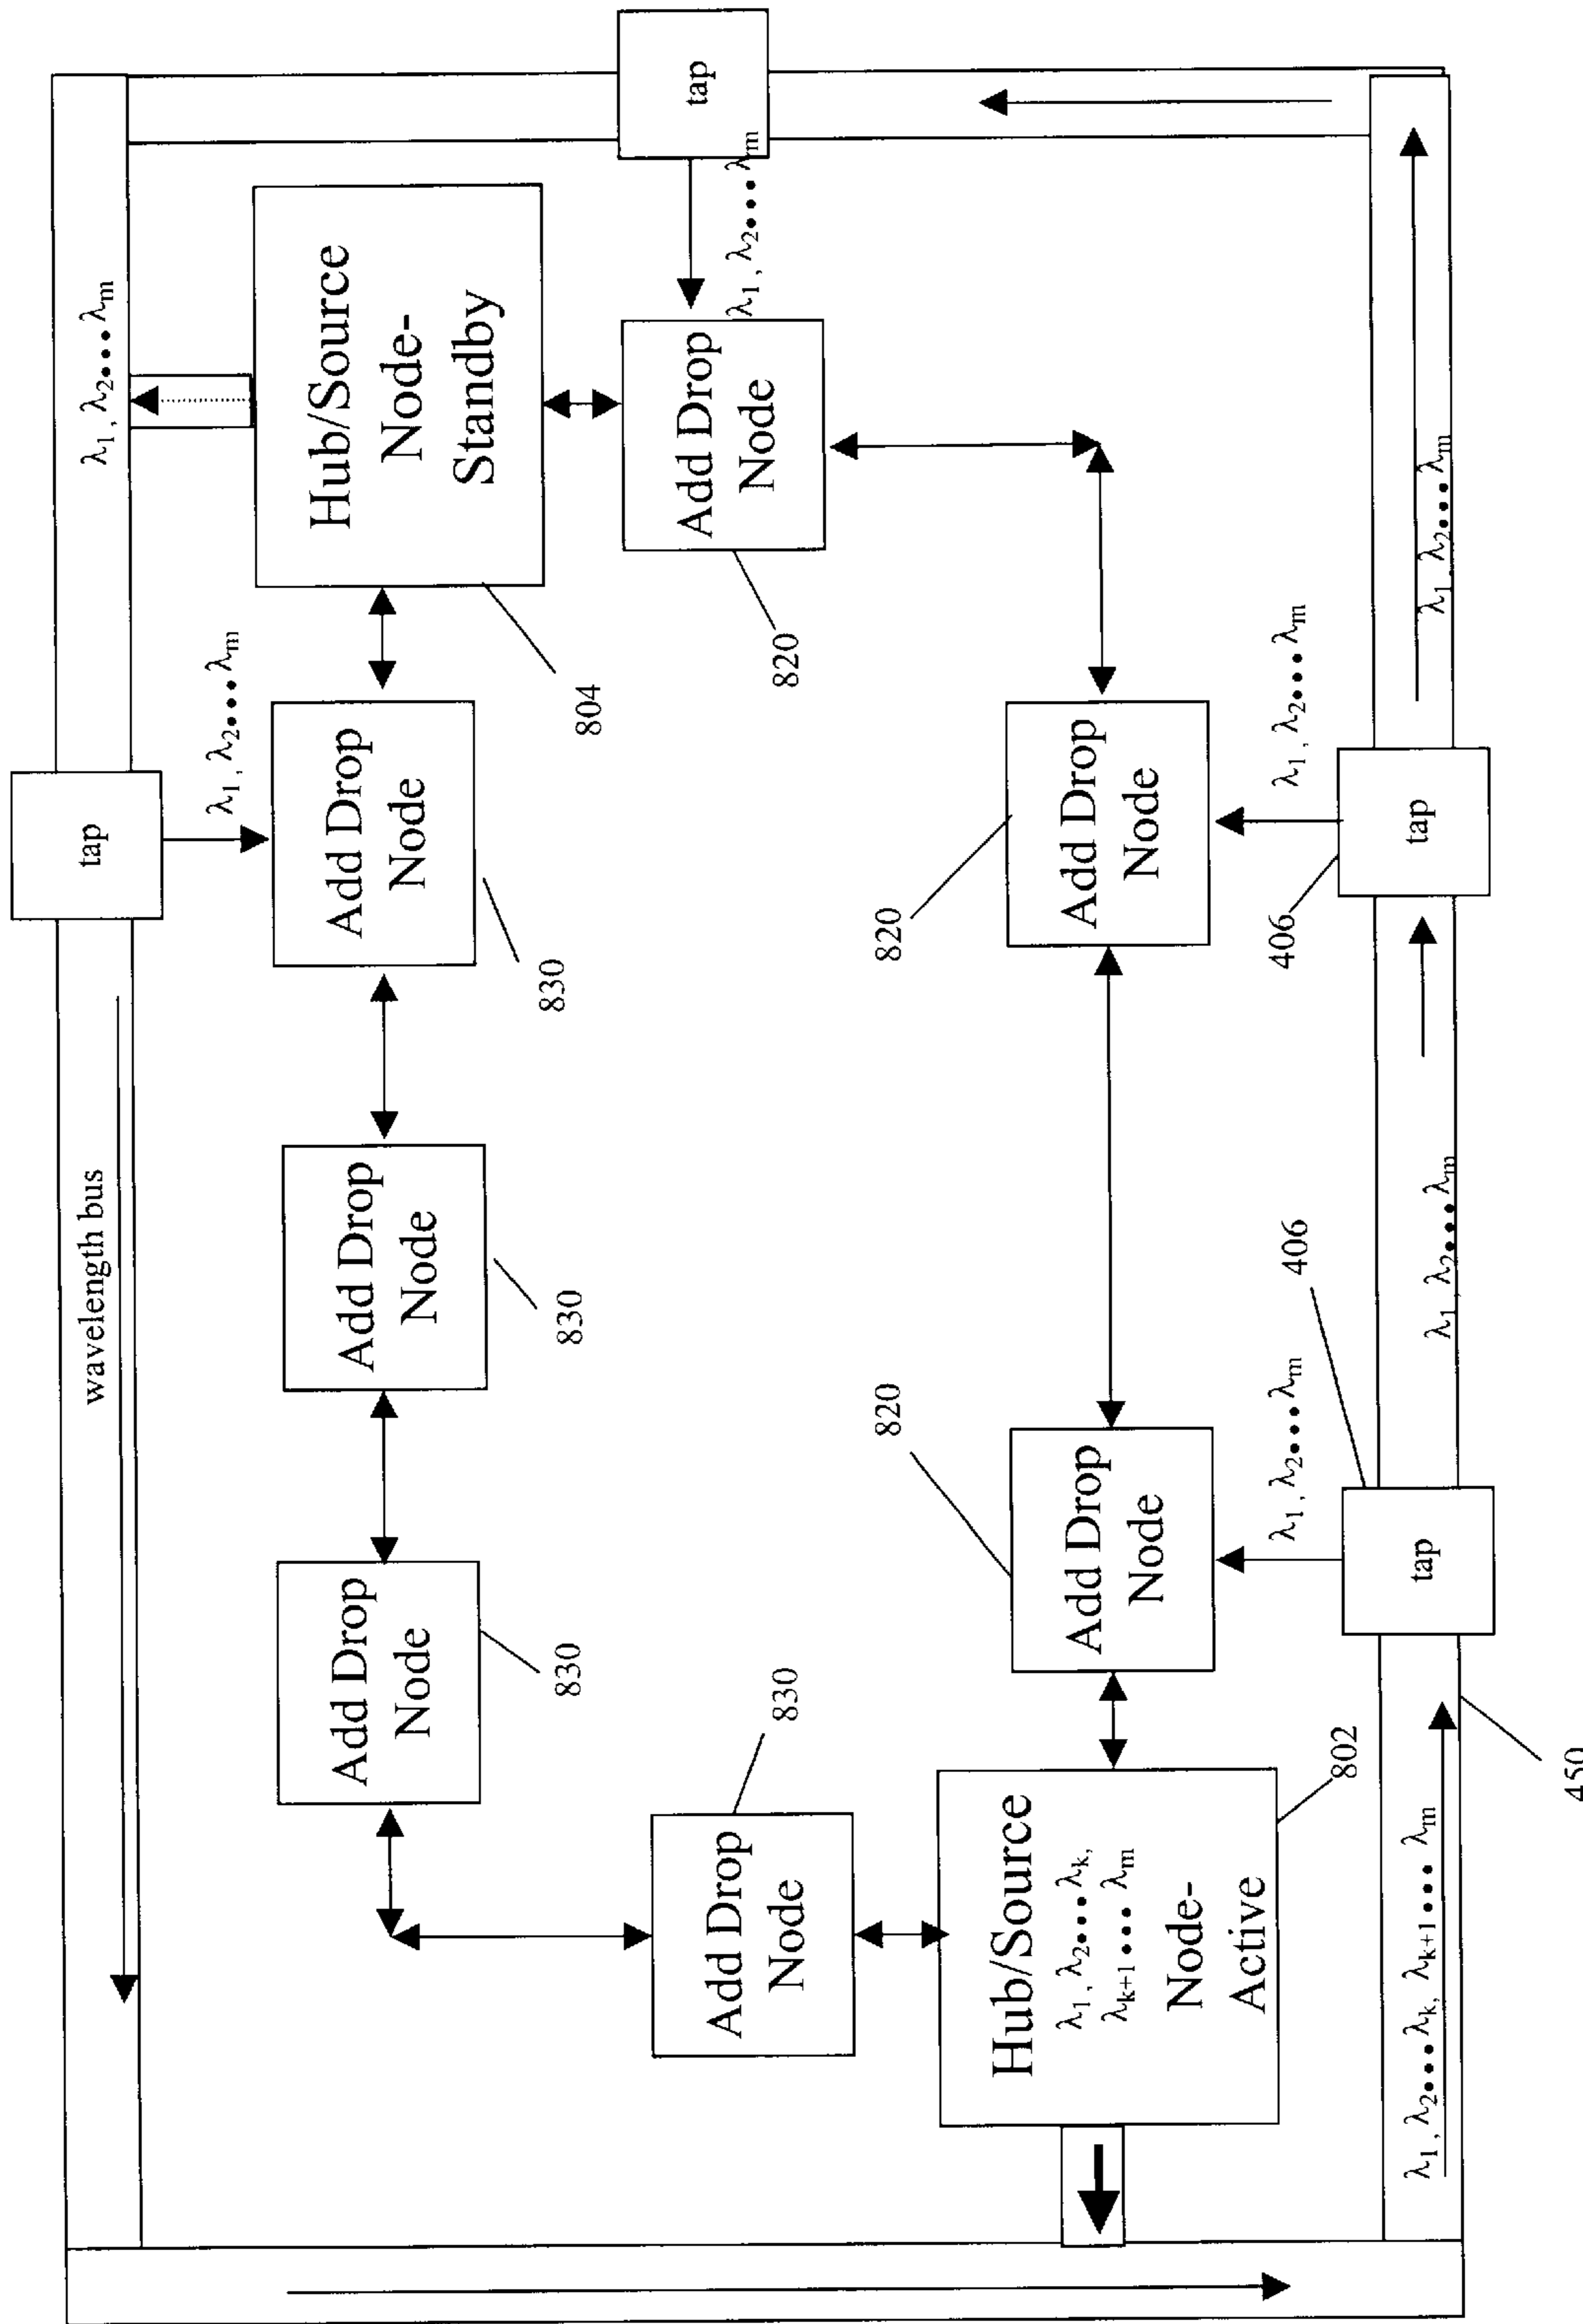 wavelength bus
tap
λ1, λ2•••λm
λ1, λ2•••λm
Add Drop
Node
830
Add Drop
Node
830
Add Drop
Node
830
Hub/Source
Node-
Standby
804
tap
λ1, λ2•••λm
Add Drop
Node
830
Add Drop
Node
820
Hub/Source
λ1, λ2•••λk,
λk+1••• λm
Node-
Active
802
Add Drop
Node
820
Add Drop
Node
820
λ1, λ2•••λm
406
λ1, λ2•••λm
406
λ1, λ2•••λk, λk+1••• λm
tap
λ1, λ2•••λm
tap
λ1, λ2•••λm
450